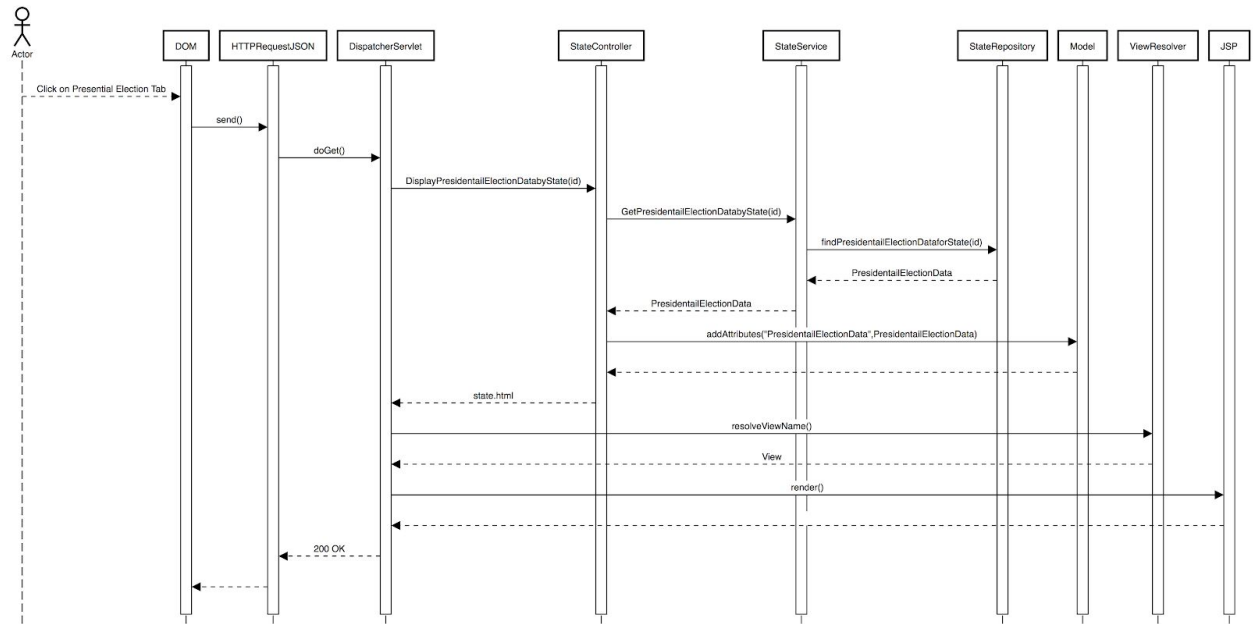 Actor
DOM
HTTPRequestJSON
DispatcherServlet
StateController
StateService
StateRepository
Model
ViewResolver
JSP
Click on Presential Election Tab
send()
doGet()
DisplayPresidentailElectionDatabyState(id)
GetPresidentailElectionDatabyState(id)
findPresidentailElectionDataforState(id)
PresidentailElectionData
PresidentailElectionData
addAttributes("PresidentailElectionData",PresidentailElectionData)
state.html
resolveViewName()
View
render()
200 OK